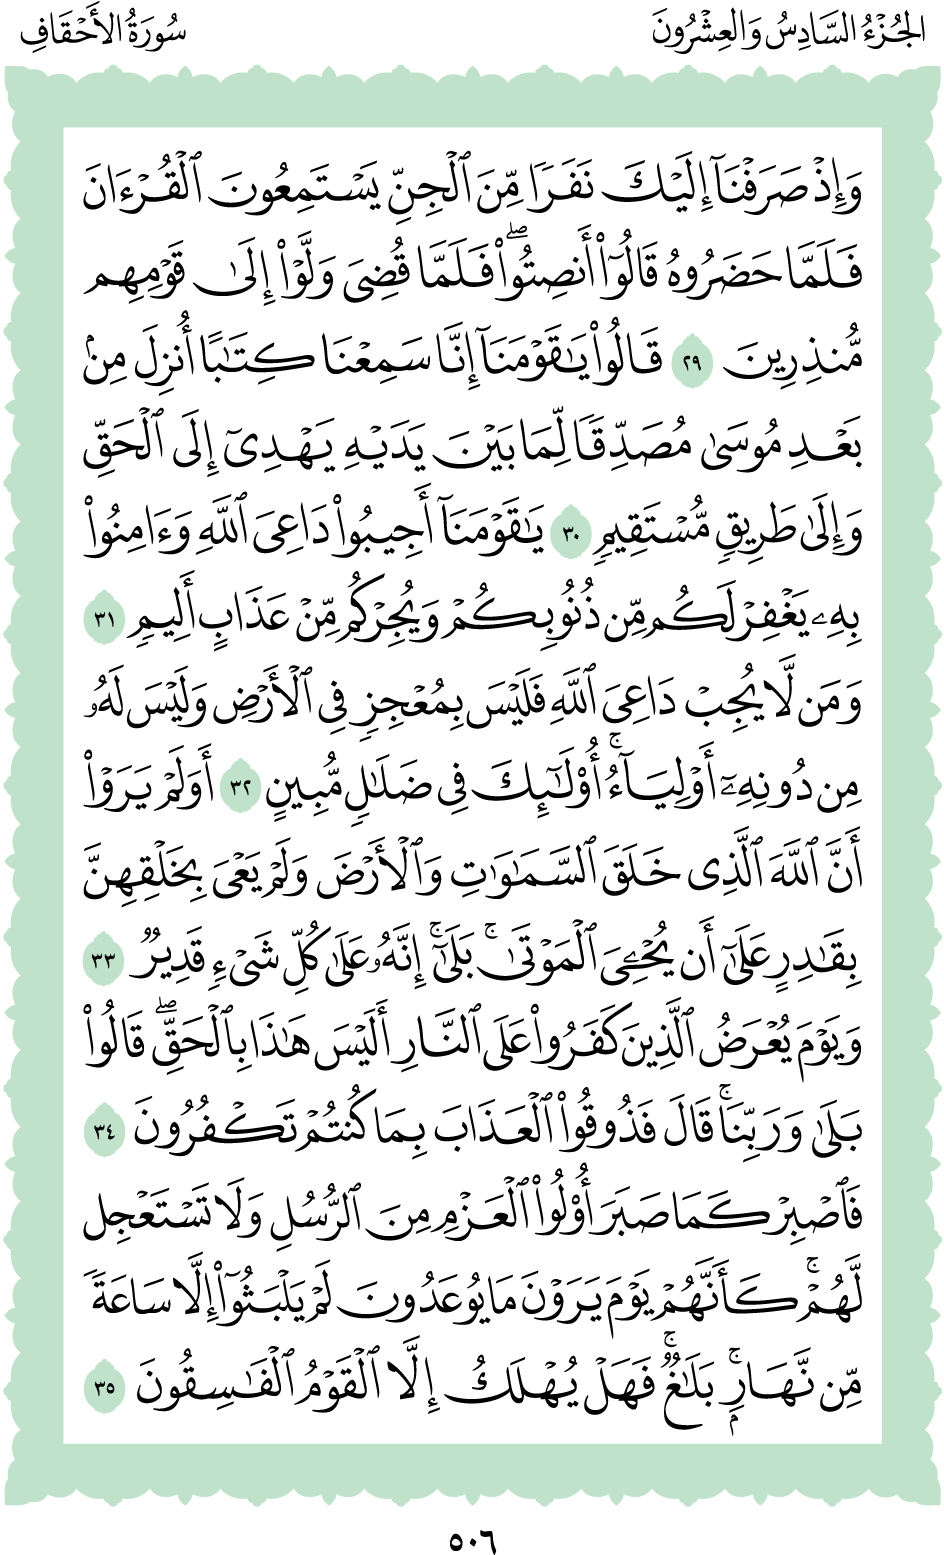 الجُزْءُ السَّادِسُ وَالعِشْرُونَ
سُورَةُ الأَحْقَافِ
وَإِذْ صَرَفْنَآ إِلَيْكَ نَفَرًا مِّنَ ٱلْجِنِّ يَسْتَمِعُونَ ٱلْقُرْءَانَ
فَلَمَّا حَضَرُوهُ قَالُوٓا۟ أَنصِتُوا۟ۖ فَلَمَّا قُضِىَ وَلَّوْا۟ إِلَىٰ قَوْمِهِم
مُّنذِرِينَ ٢٩ قَالُوا۟ يَـٰقَوْمَنَآ إِنَّا سَمِعْنَا كِتَـٰبًا أُنزِلَ مِنۢ
بَعْدِ مُوسَىٰ مُصَدِّقًا لِّمَا بَيْنَ يَدَيْهِ يَهْدِىٓ إِلَى ٱلْحَقِّ
وَإِلَىٰ طَرِيقٍ مُّسْتَقِيمٍ ٣٠ يَـٰقَوْمَنَآ أَجِيبُوا۟ دَاعِىَ ٱللَّهِ وَءَامِنُوا۟
بِهِۦ يَغْفِرْ لَكُم مِّن ذُنُوبِكُمْ وَيُجِرْكُم مِّنْ عَذَابٍ أَلِيمٍ ٣١
وَمَن لَّا يُجِبْ دَاعِىَ ٱللَّهِ فَلَيْسَ بِمُعْجِزٍ فِى ٱلْأَرْضِ وَلَيْسَ لَهُۥ
مِن دُونِهِۦٓ أَوْلِيَآءُۚ أُو۟لَـٰٓئِكَ فِى ضَلَـٰلٍ مُّبِينٍ ٣٢ أَوَلَمْ يَرَوْا۟
أَنَّ ٱللَّهَ ٱلَّذِى خَلَقَ ٱلسَّمَـٰوَٰتِ وَٱلْأَرْضَ وَلَمْ يَعْىَ بِخَلْقِهِنَّ
بِقَـٰدِرٍ عَلَىٰٓ أَن يُحْـِۧىَ ٱلْمَوْتَىٰۚ بَلَىٰٓۚ إِنَّهُۥ عَلَىٰ كُلِّ شَىْءٍ قَدِيرٌ ٣٣
وَيَوْمَ يُعْرَضُ ٱلَّذِينَ كَفَرُوا۟ عَلَى ٱلنَّارِ أَلَيْسَ هَـٰذَا بِٱلْحَقِّۖ قَالُوا۟
بَلَىٰ وَرَبِّنَاۚ قَالَ فَذُوقُوا۟ ٱلْعَذَابَ بِمَا كُنتُمْ تَكْفُرُونَ ٣٤
فَٱصْبِرْ كَمَا صَبَرَ أُو۟لُوا۟ ٱلْعَزْمِ مِنَ ٱلرُّسُلِ وَلَا تَسْتَعْجِل
لَّهُمْۚ كَأَنَّهُمْ يَوْمَ يَرَوْنَ مَا يُوعَدُونَ لَمْ يَلْبَثُوٓا۟ إِلَّا سَاعَةً
مِّن نَّهَارٍۭۚ بَلَـٰغٌۚ فَهَلْ يُهْلَكُ إِلَّا ٱلْقَوْمُ ٱلْفَـٰسِقُونَ ٣٥
٥٠٦